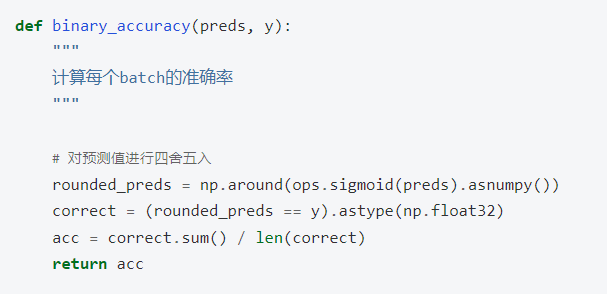 def binary_accuracy(preds, y):
    """
    计算每个batch的准确率
    """
    # 对预测值进行四舍五入
    rounded_preds = np.around(ops.sigmoid(preds).asnumpy())
    correct = (rounded_preds == y).astype(np.float32)
    acc = correct.sum() / len(correct)
    return acc